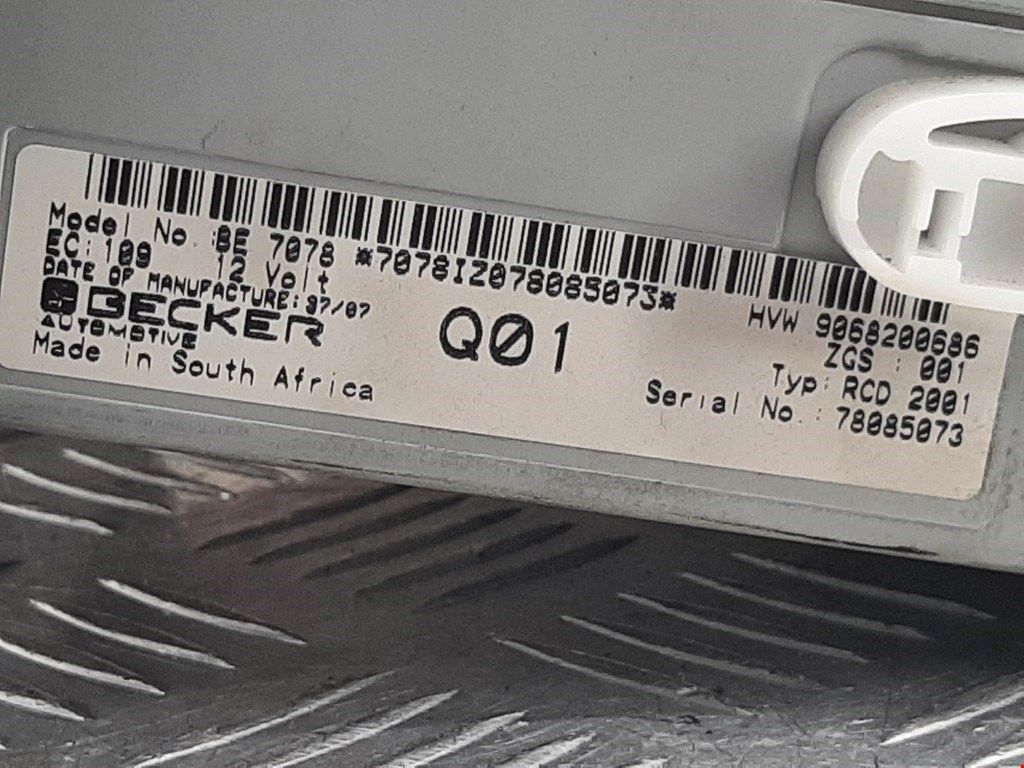 Model No.:BE 7078 *7078IZ078085073*
EC:109 12 Volt
DATE OF MANUFACTURE:37/07
BECKER
AUTOMOTIVE
Made in South Africa
Q01
HVW 9068200686
ZGS : 001
Typ: RCD 2001
Serial No.: 78085073